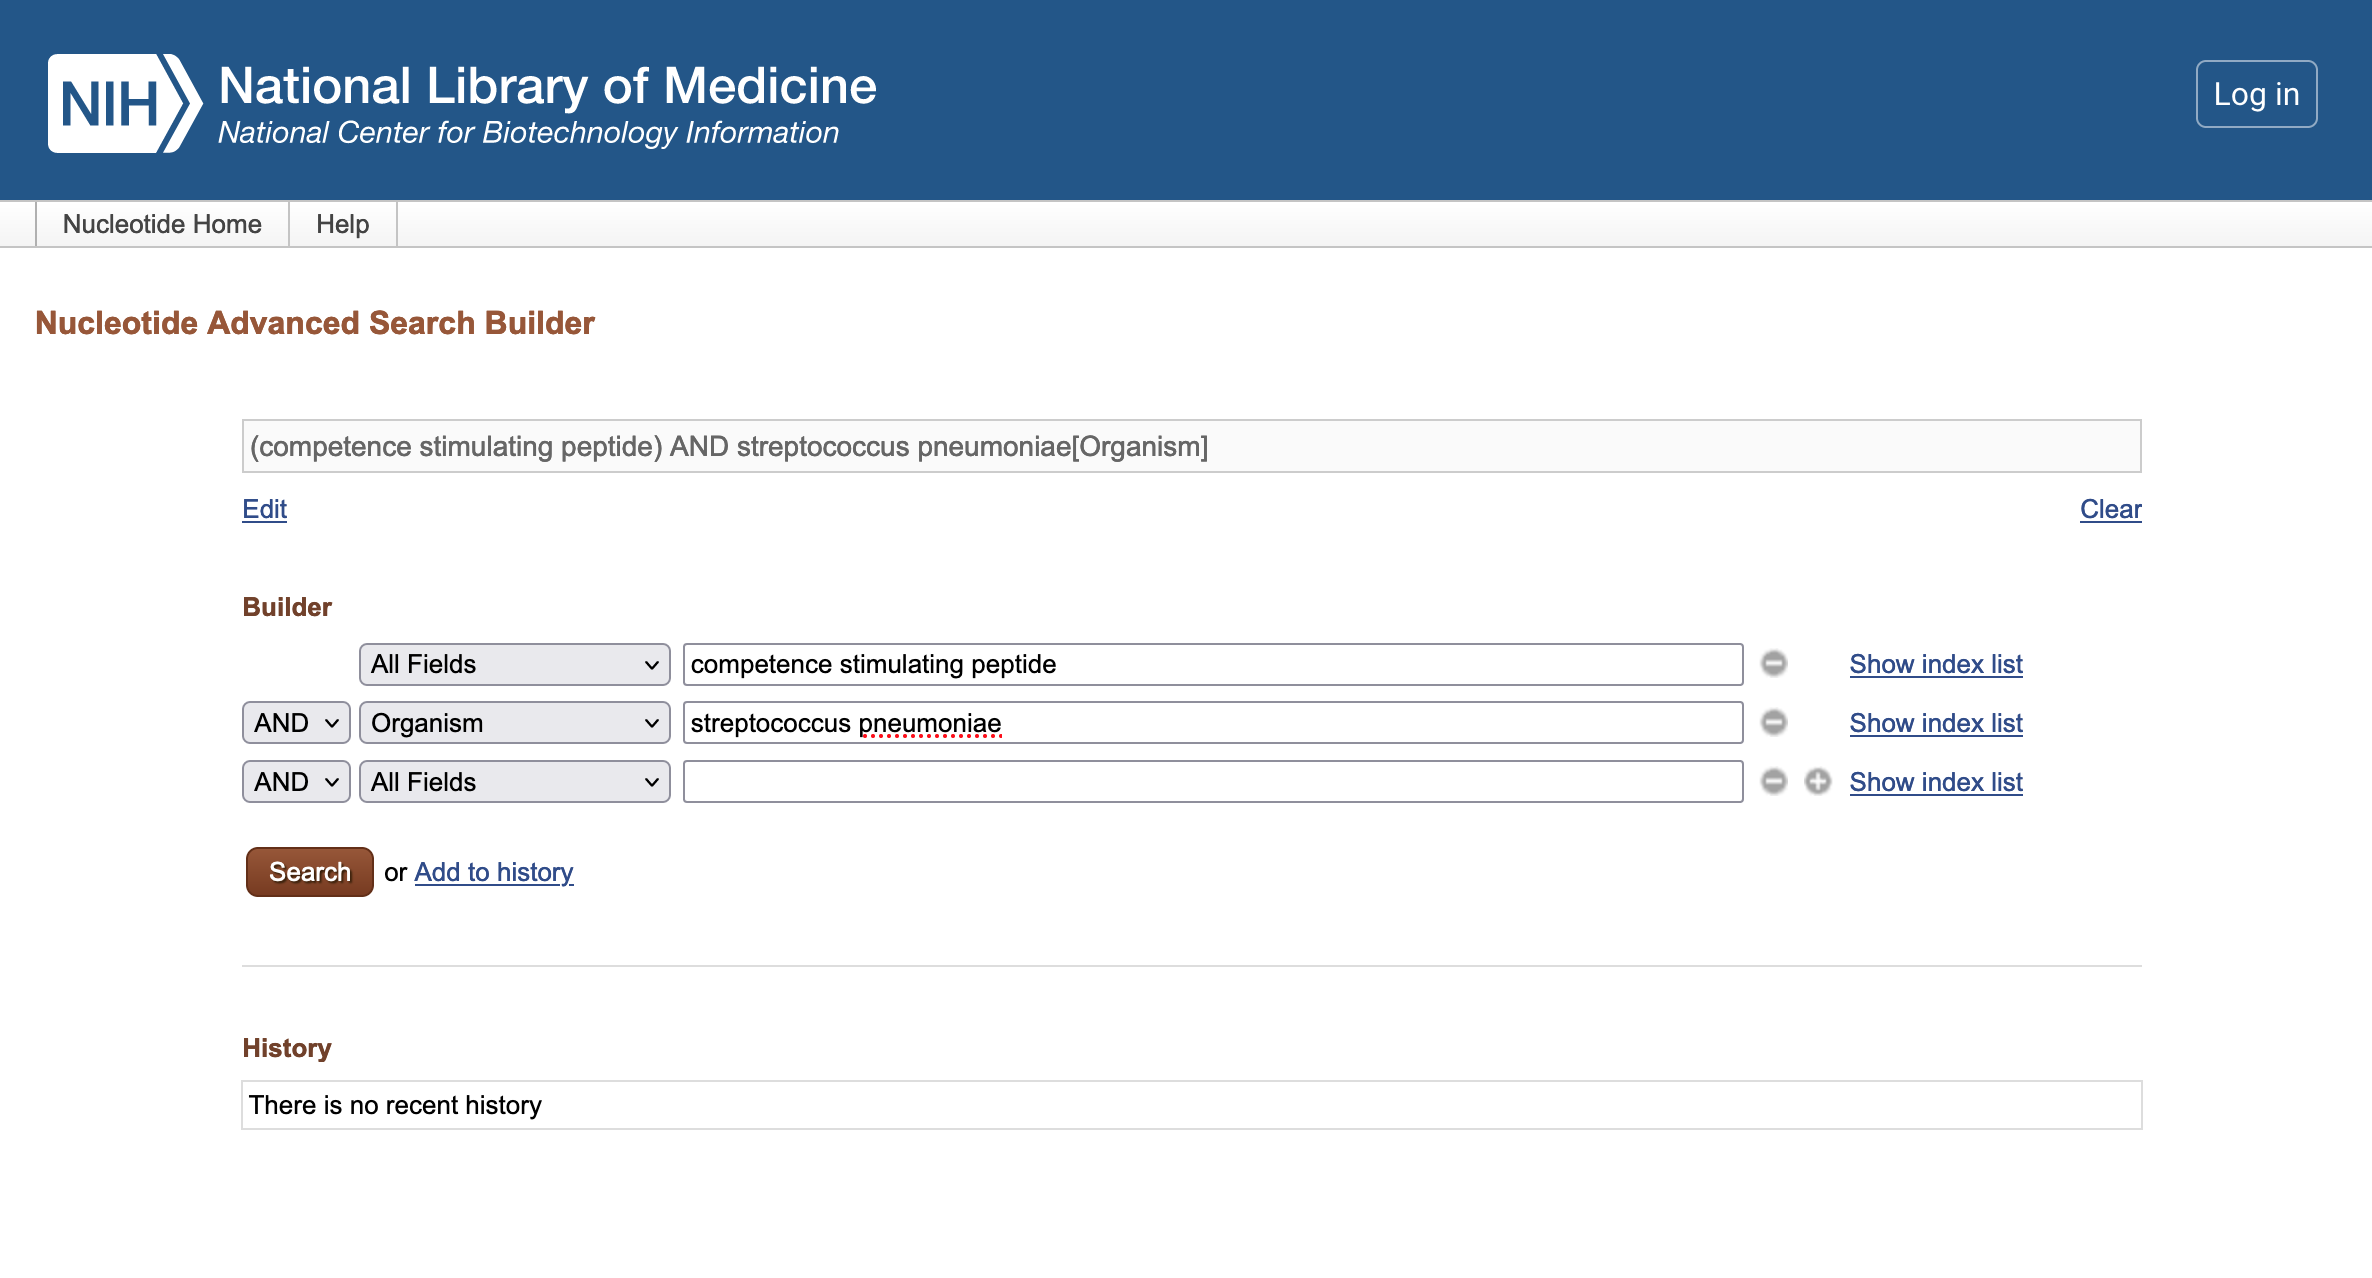 NIH National Library of Medicine
National Center for Biotechnology Information
Log in
Nucleotide Home Help
Nucleotide Advanced Search Builder
(competence stimulating peptide) AND streptococcus pneumoniae[Organism]
Edit Clear
Builder
All Fields competence stimulating peptide Show index list
AND Organism streptococcus pneumoniae Show index list
AND All Fields Show index list
Search or Add to history
History
There is no recent history